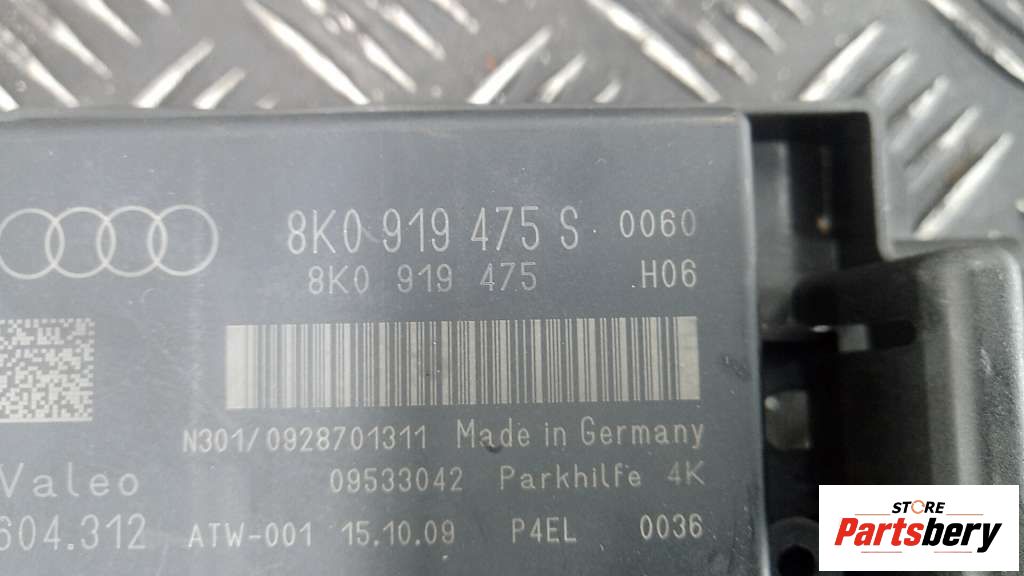 8K0 919 475 S 0060
8K0 919 475 H06
N301/0928701311 Made in Germany
Valeo 09533042 Parkhilfe 4K
604.312 ATW-001 15.10.09 P4EL 0036
STORE
Partsbery